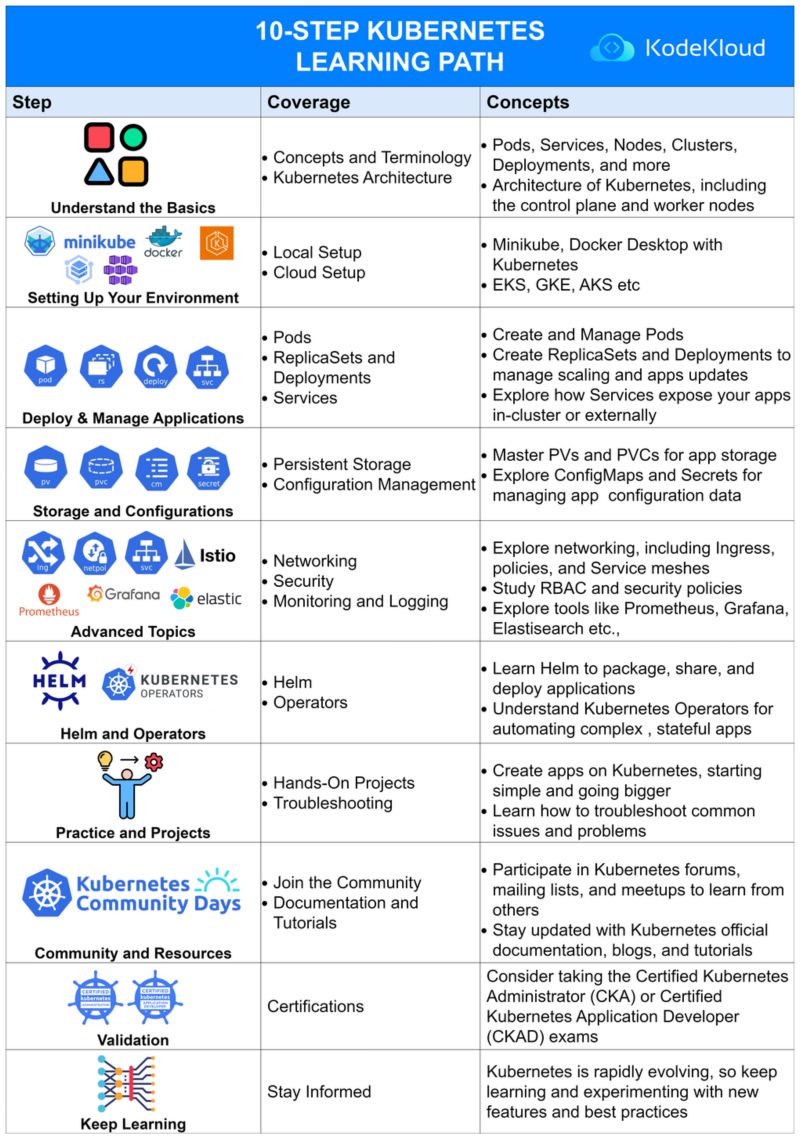 10-STEP KUBERNETES
LEARNING PATH
KodeKloud
Step
Coverage
Concepts
Understand the Basics
• Concepts and Terminology
• Kubernetes Architecture
• Pods, Services, Nodes, Clusters,
Deployments, and more
• Architecture of Kubernetes, including
the control plane and worker nodes
minikube
docker
Setting Up Your Environment
• Local Setup
• Cloud Setup
• Minikube, Docker Desktop with
Kubernetes
• EKS, GKE, AKS etc
pod
rs
deploy
svc
Deploy & Manage Applications
• Pods
• ReplicaSets and
Deployments
• Services
• Create and Manage Pods
• Create ReplicaSets and Deployments to
manage scaling and apps updates
• Explore how Services expose your apps
in-cluster or externally
pv
pvc
cm
secret
Storage and Configurations
• Persistent Storage
• Configuration Management
• Master PVs and PVCs for app storage
• Explore ConfigMaps and Secrets for
managing app configuration data
ing
netpol
svc
Istio
Prometheus
Grafana
elastic
Advanced Topics
• Networking
• Security
• Monitoring and Logging
• Explore networking, including Ingress,
policies, and Service meshes
• Study RBAC and security policies
• Explore tools like Prometheus, Grafana,
Elastisearch etc.,
HELM
KUBERNETES
OPERATORS
Helm and Operators
• Helm
• Operators
• Learn Helm to package, share, and
deploy applications
• Understand Kubernetes Operators for
automating complex , stateful apps
Practice and Projects
• Hands-On Projects
• Troubleshooting
• Create apps on Kubernetes, starting
simple and going bigger
• Learn how to troubleshoot common
issues and problems
Kubernetes
Community Days
Community and Resources
• Join the Community
• Documentation and
Tutorials
• Participate in Kubernetes forums,
mailing lists, and meetups to learn from
others
• Stay updated with Kubernetes official
documentation, blogs, and tutorials
CERTIFIED
kubernetes
ADMINISTRATOR
CERTIFIED
kubernetes
APPLICATION
DEVELOPER
Validation
Certifications
Consider taking the Certified Kubernetes
Administrator (CKA) or Certified
Kubernetes Application Developer
(CKAD) exams
Keep Learning
Stay Informed
Kubernetes is rapidly evolving, so keep
learning and experimenting with new
features and best practices